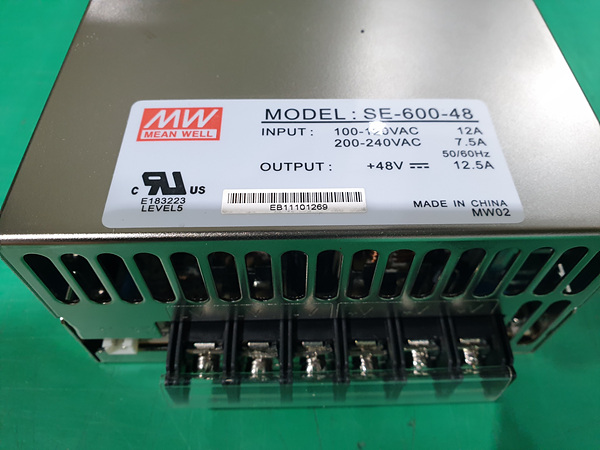 MW
MEAN WELL
MODEL : SE-600-48
INPUT : 100-120VAC 12A
200-240VAC 7.5A
50/60Hz
OUTPUT : +48V 12.5A
c RU US
E183223
LEVEL5
EB11101269
MADE IN CHINA
MW02